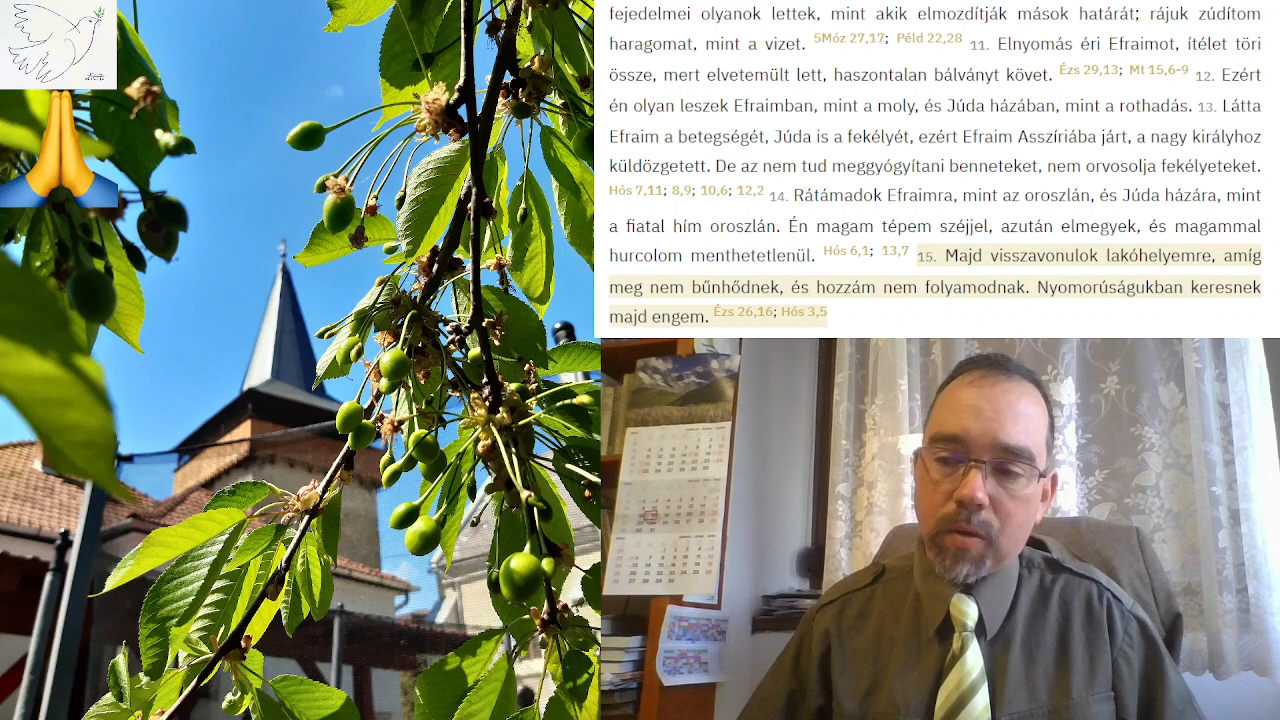 fejedelmei olyanok lettek, mint akik elmozdítják mások határát; rájuk zúdítom
haragomat, mint a vizet. 5Móz 27,17; Péld 22,28 11. Elnyomás éri Efraimot, ítélet töri
össze, mert elvetemült lett, haszontalan bálványt követ. Ézs 29,13; Mt 15,6-9 12. Ezért
én olyan leszek Efraimban, mint a moly, és Júda házában, mint a rothadás. 13. Látta
Efraim a betegségét, Júda is a fekélyét, ezért Efraim Asszíriába járt, a nagy királyhoz
küldözgetett. De az nem tud meggyógyítani benneteket, nem orvosolja fekélyeteket.
Hós 7,11; 8,9; 10,6; 12,2 14. Rátámadok Efraimra, mint az oroszlán, és Júda házára, mint
a fiatal hím oroszlán. Én magam tépem széjjel, azután elmegyek, és magammal
hurcolom menthetetlenül. Hós 6,1; 13,7 15. Majd visszavonulok lakóhelyemre, amíg
meg nem bűnhődnek, és hozzám nem folyamodnak. Nyomorúságukban keresnek
majd engem. Ézs 26,16; Hós 3,5